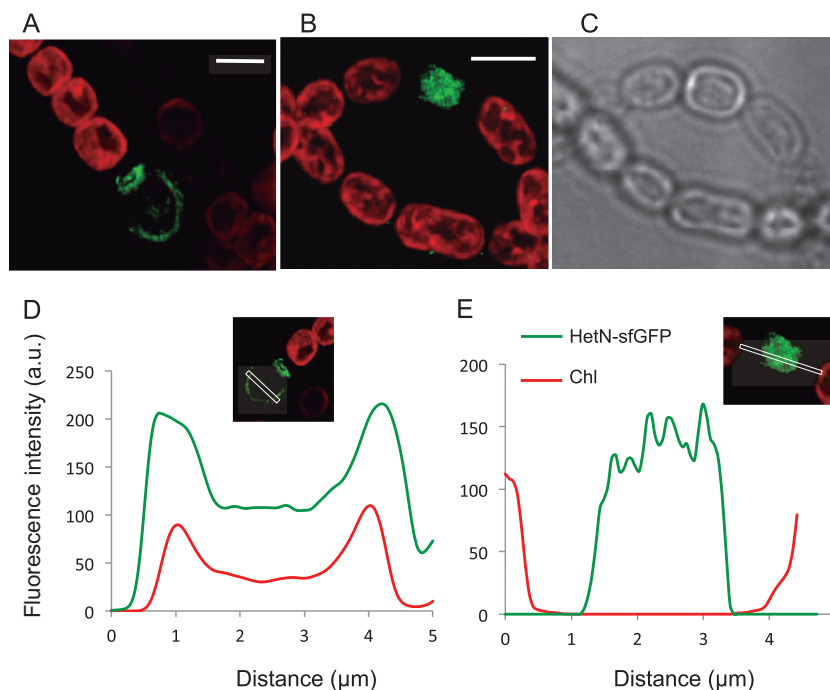 A
B
C
D
E
HetN-sfGFP
Chl
Fluorescence intensity (a.u.)
250
200
150
100
50
0
0 1 2 3 4 5
Distance (µm)
200
150
100
50
0
0 1 2 3 4
Distance (µm)